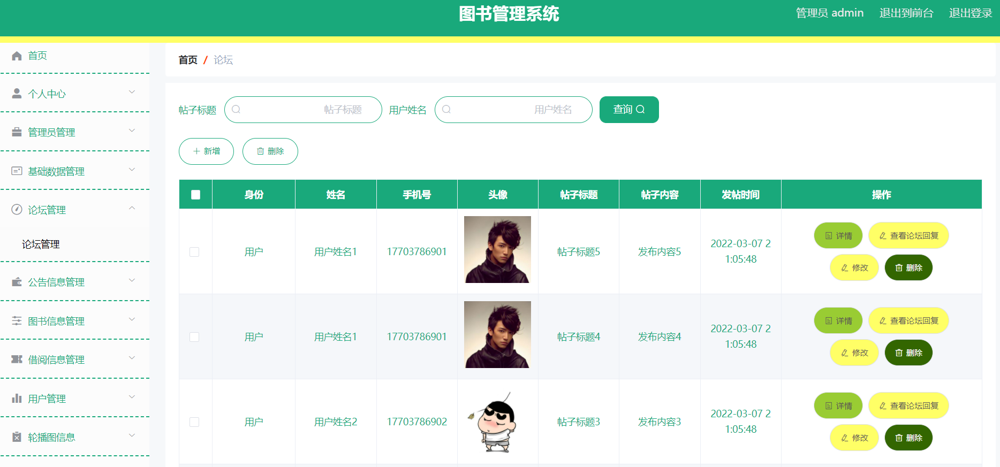 图书管理系统
管理员 admin 退出到前台 退出登录
首页
个人中心
管理员管理
基础数据管理
论坛管理
论坛管理
公告信息管理
图书信息管理
借阅信息管理
用户管理
轮播图信息
首页 / 论坛
帖子标题 帖子标题 用户姓名 用户姓名 查询
新增 删除
身份 姓名 手机号 头像 帖子标题 帖子内容 发帖时间 操作
用户 用户姓名1 17703786901 帖子标题5 发布内容5 2022-03-07 2
1:05:48
详情 查看论坛回复
修改 删除
用户 用户姓名1 17703786901 帖子标题4 发布内容4 2022-03-07 2
1:05:48
详情 查看论坛回复
修改 删除
用户 用户姓名2 17703786902 帖子标题3 发布内容3 2022-03-07 2
1:05:48
详情 查看论坛回复
修改 删除